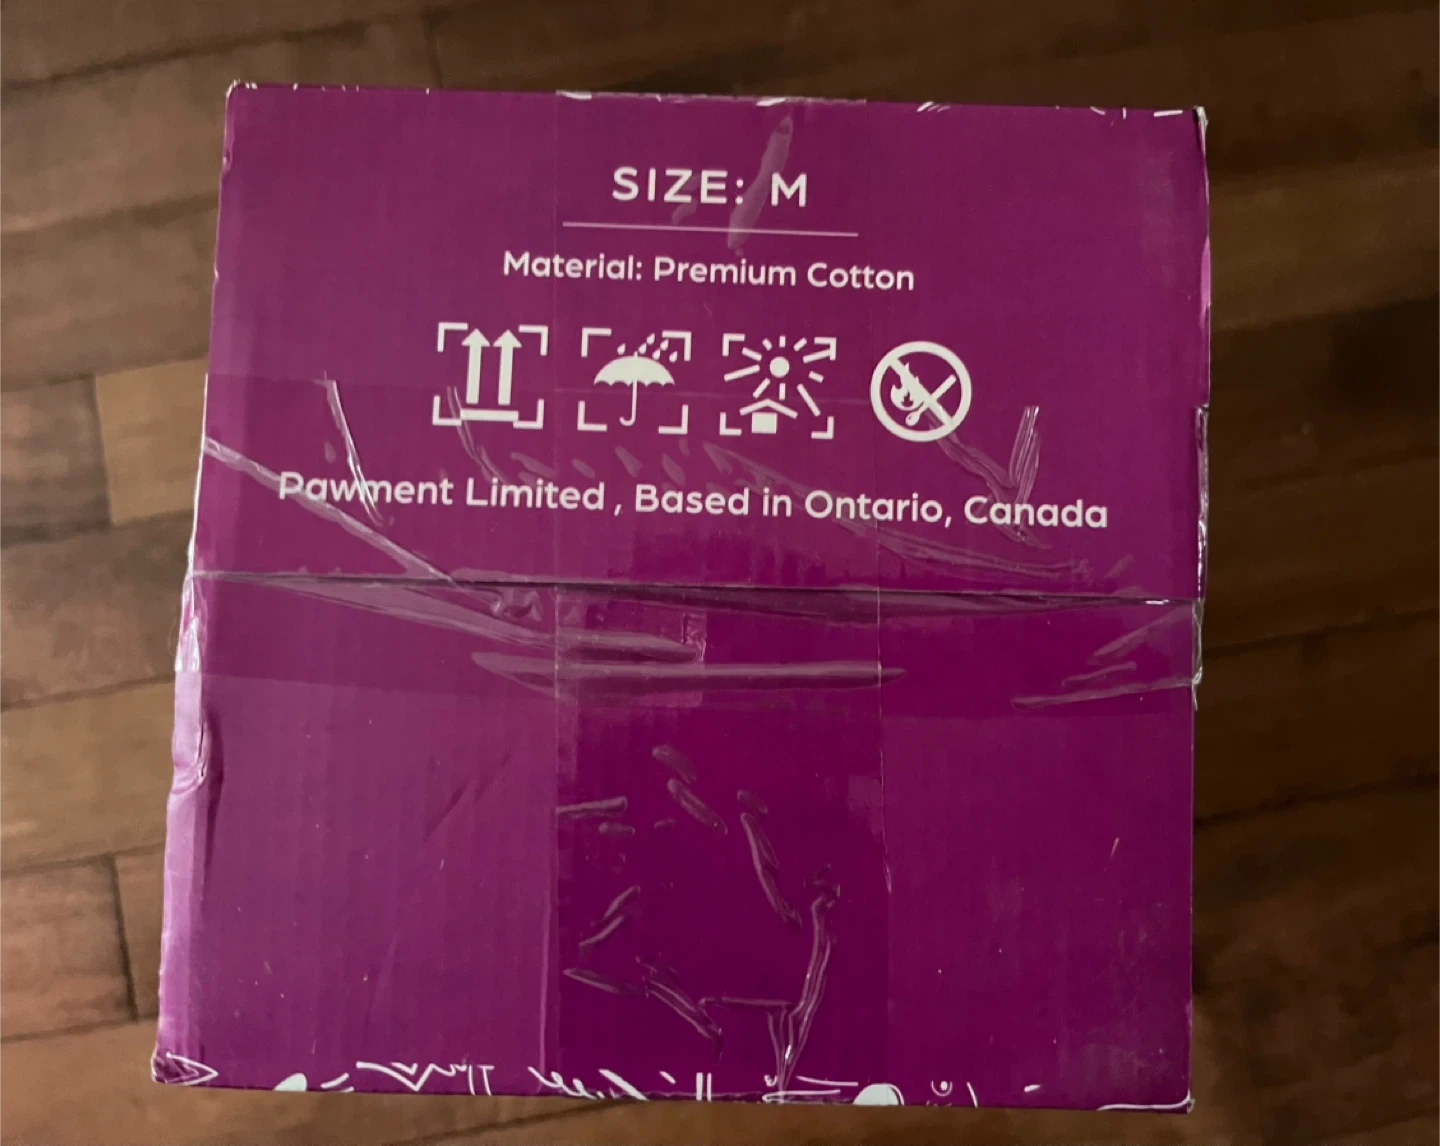 SIZE: M
Material: Premium Cotton
Pawment Limited , Based in Ontario, Canada